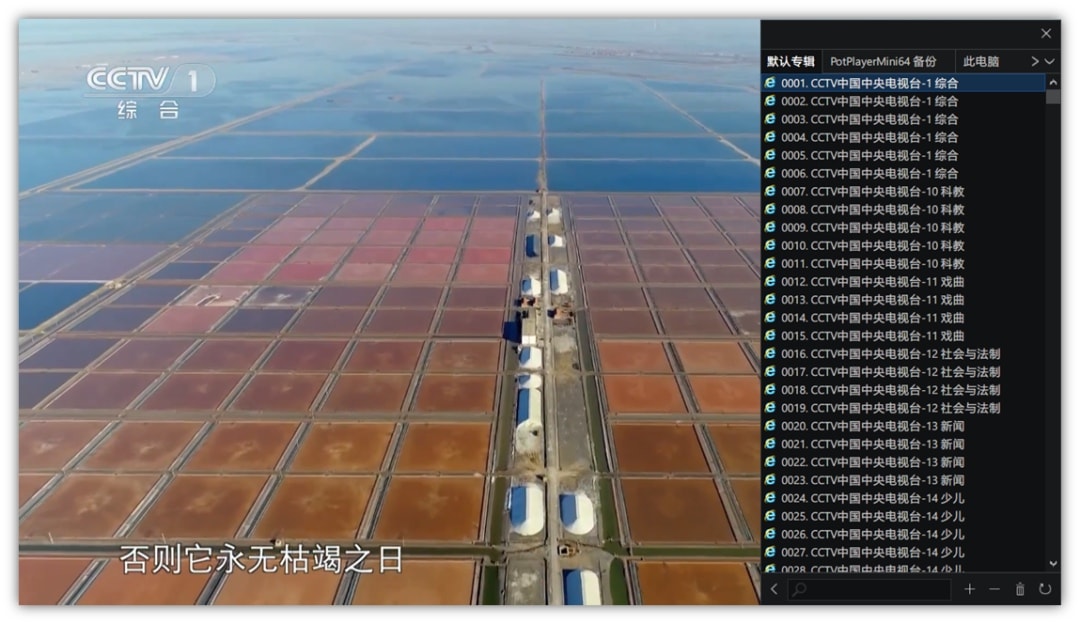 CCTV 1
综合
否则它永无枯竭之日
默认专辑 PotPlayerMini64 备份 此电脑
0001. CCTV中国中央电视台-1 综合
0002. CCTV中国中央电视台-1 综合
0003. CCTV中国中央电视台-1 综合
0004. CCTV中国中央电视台-1 综合
0005. CCTV中国中央电视台-1 综合
0006. CCTV中国中央电视台-1 综合
0007. CCTV中国中央电视台-10 科教
0008. CCTV中国中央电视台-10 科教
0009. CCTV中国中央电视台-10 科教
0010. CCTV中国中央电视台-10 科教
0011. CCTV中国中央电视台-10 科教
0012. CCTV中国中央电视台-11 戏曲
0013. CCTV中国中央电视台-11 戏曲
0014. CCTV中国中央电视台-11 戏曲
0015. CCTV中国中央电视台-11 戏曲
0016. CCTV中国中央电视台-12 社会与法制
0017. CCTV中国中央电视台-12 社会与法制
0018. CCTV中国中央电视台-12 社会与法制
0019. CCTV中国中央电视台-12 社会与法制
0020. CCTV中国中央电视台-13 新闻
0021. CCTV中国中央电视台-13 新闻
0022. CCTV中国中央电视台-13 新闻
0023. CCTV中国中央电视台-13 新闻
0024. CCTV中国中央电视台-14 少儿
0025. CCTV中国中央电视台-14 少儿
0026. CCTV中国中央电视台-14 少儿
0027. CCTV中国中央电视台-14 少儿
0028. CCTV中国中央电视台-14 少儿